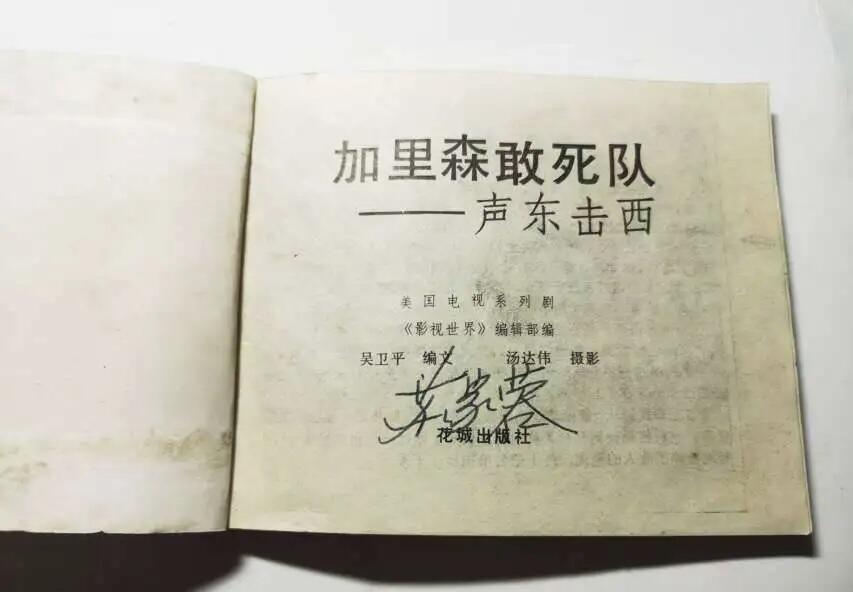 加里森敢死队
——声东击西
美国电视系列剧
《影视世界》编辑部编
吴卫平 编文 汤达伟 摄影
花城出版社